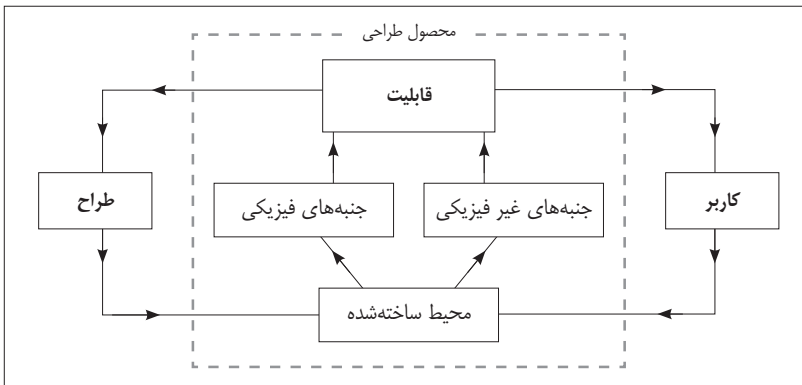 محصول طراحی
قابلیت
کاربر
جنبه‌های غیر فیزیکی
جنبه‌های فیزیکی
طراح
محیط ساخته‌شده